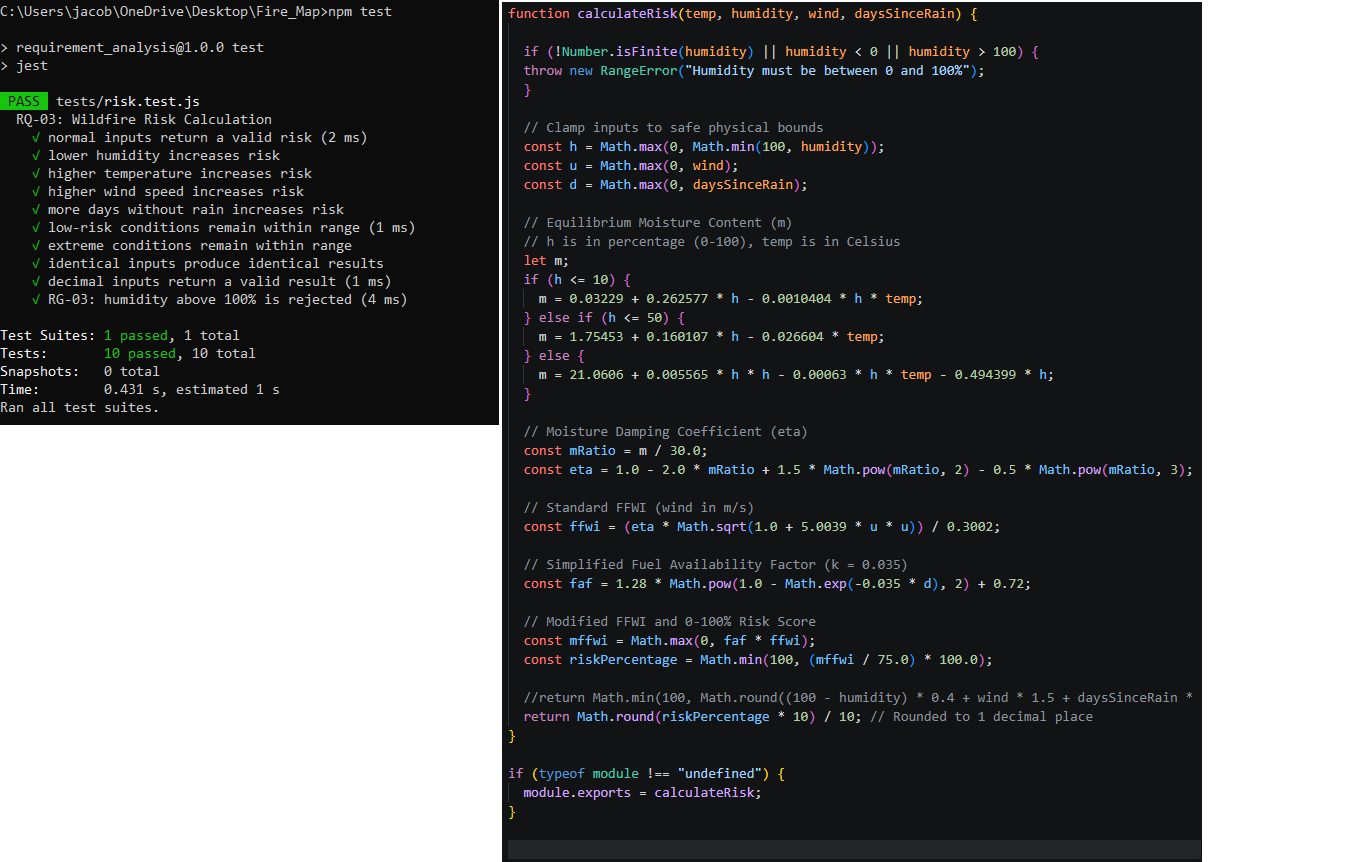 C:\Users\jacob\OneDrive\Desktop\Fire_Map>npm test
> requirement_analysis@1.0.0 test
> jest
PASS tests/risk.test.js
RQ-03: Wildfire Risk Calculation
√ normal inputs return a valid risk (2 ms)
√ lower humidity increases risk
√ higher temperature increases risk
√ higher wind speed increases risk
√ more days without rain increases risk
√ low-risk conditions remain within range (1 ms)
√ extreme conditions remain within range
√ identical inputs produce identical results
√ decimal inputs return a valid result (1 ms)
√ RG-03: humidity above 100% is rejected (4 ms)
Test Suites: 1 passed, 1 total
Tests: 10 passed, 10 total
Snapshots: 0 total
Time: 0.431 s, estimated 1 s
Ran all test suites.
function calculateRisk(temp, humidity, wind, daysSinceRain) {
if (!Number.isFinite(humidity) || humidity < 0 || humidity > 100) {
throw new RangeError("Humidity must be between 0 and 100%");
}
// Clamp inputs to safe physical bounds
const h = Math.max(0, Math.min(100, humidity));
const u = Math.max(0, wind);
const d = Math.max(0, daysSinceRain);
// Equilibrium Moisture Content (m)
// h is in percentage (0-100), temp is in Celsius
let m;
if (h <= 10) {
m = 0.03229 + 0.262577 * h - 0.0010404 * h * temp;
} else if (h <= 50) {
m = 1.75453 + 0.160107 * h - 0.026604 * temp;
} else {
m = 21.0606 + 0.005565 * h * h - 0.00063 * h * temp - 0.494399 * h;
}
// Moisture Damping Coefficient (eta)
const mRatio = m / 30.0;
const eta = 1.0 - 2.0 * mRatio + 1.5 * Math.pow(mRatio, 2) - 0.5 * Math.pow(mRatio, 3);
// Standard FFWI (wind in m/s)
const ffwi = (eta * Math.sqrt(1.0 + 5.0039 * u * u)) / 0.3002;
// Simplified Fuel Availability Factor (k = 0.035)
const faf = 1.28 * Math.pow(1.0 - Math.exp(-0.035 * d), 2) + 0.72;
// Modified FFWI and 0-100% Risk Score
const mffwi = Math.max(0, faf * ffwi);
const riskPercentage = Math.min(100, (mffwi / 75.0) * 100.0);
//return Math.min(100, Math.round((100 - humidity) * 0.4 + wind * 1.5 + daysSinceRain *
return Math.round(riskPercentage * 10) / 10; // Rounded to 1 decimal place
}
if (typeof module !== "undefined") {
module.exports = calculateRisk;
}